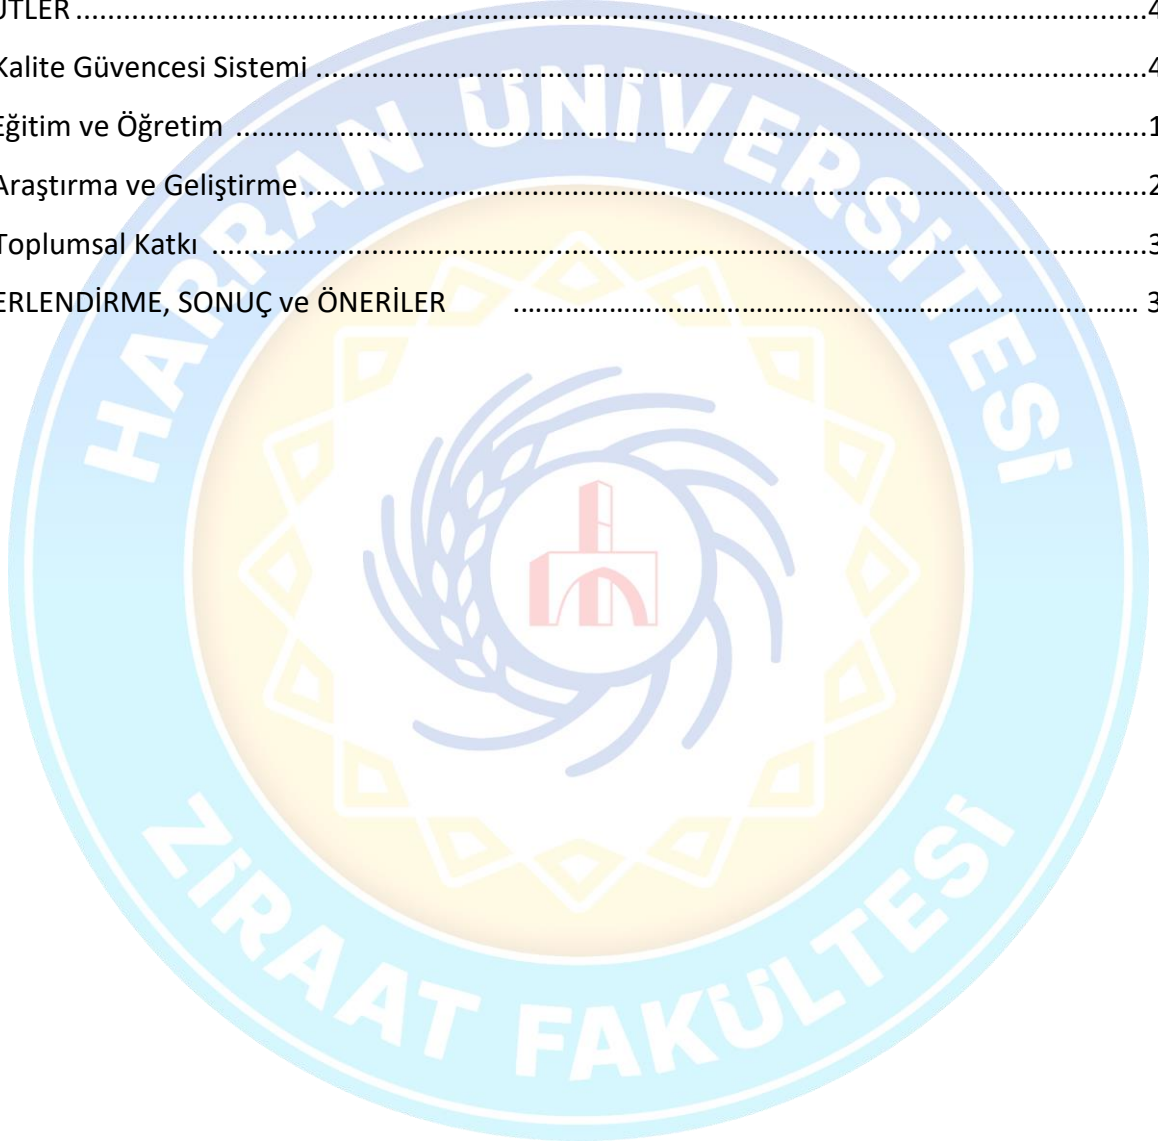 ÜTLER ........................................ 4
Kalite Güvencesi Sistemi ........................................ 4
Eğitim ve Öğretim ........................................ 1
Araştırma ve Geliştirme ........................................ 2
Toplumsal Katkı ........................................ 3
ERLENDİRME, SONUÇ ve ÖNERİLER ........................................ 3
HARRAN ÜNİVERSİTESİ
ZİRAAT FAKÜLTESİ